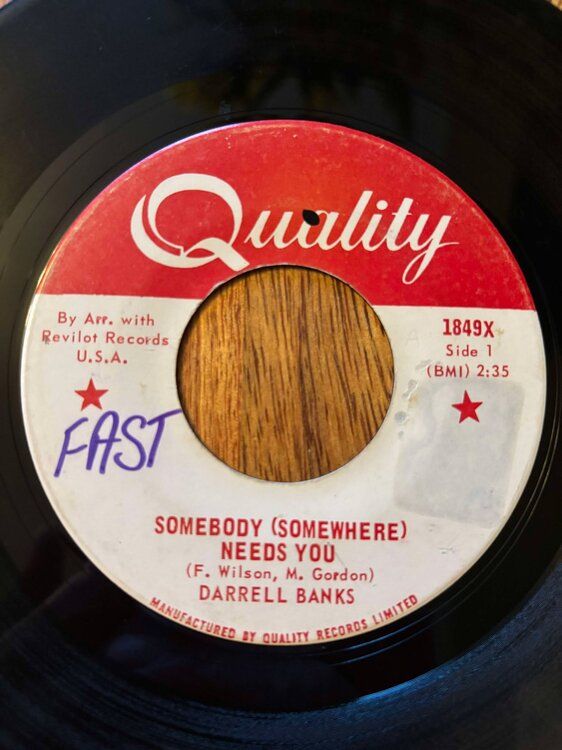 Quality
By Arr. with
Revilot Records
U.S.A.
1849X
Side 1
(BMI) 2:35
FAST
SOMEBODY (SOMEWHERE)
NEEDS YOU
(F. Wilson, M. Gordon)
DARRELL BANKS
MANUFACTURED BY QUALITY RECORDS LIMITED